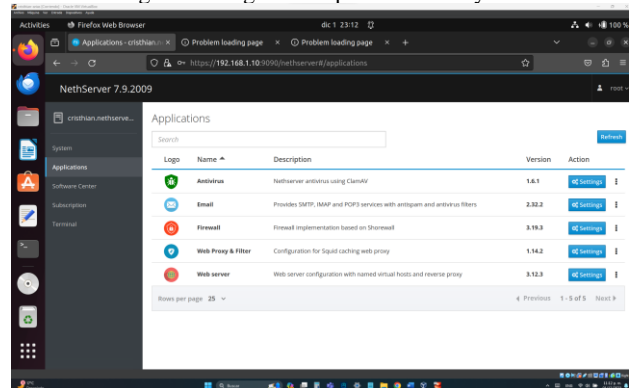 Activities
Firefox Web Browser
dic 1 23:12
100 %
Applications - cristhian.n
Problem loading page
Problem loading page
https://192.168.1.10:9090/nethserver#/applications
NethServer 7.9.2009
root
cristhian.nethserve...
System
Applications
Software Center
Subscription
Terminal
Applications
Search
Refresh
Logo Name Description Version Action
Antivirus Nethserver antivirus using ClamAV 1.6.1 Settings
Email Provides SMTP, IMAP and POP3 services with antispam and antivirus filters 2.32.2 Settings
Firewall Firewall implementation based on Shorewall 3.19.3 Settings
Web Proxy & Filter Configuration for Squid caching web proxy 1.14.2 Settings
Web server Web server configuration with named virtual hosts and reverse proxy 3.12.3 Settings
Rows per page 25 Previous 1 - 5 of 5 Next